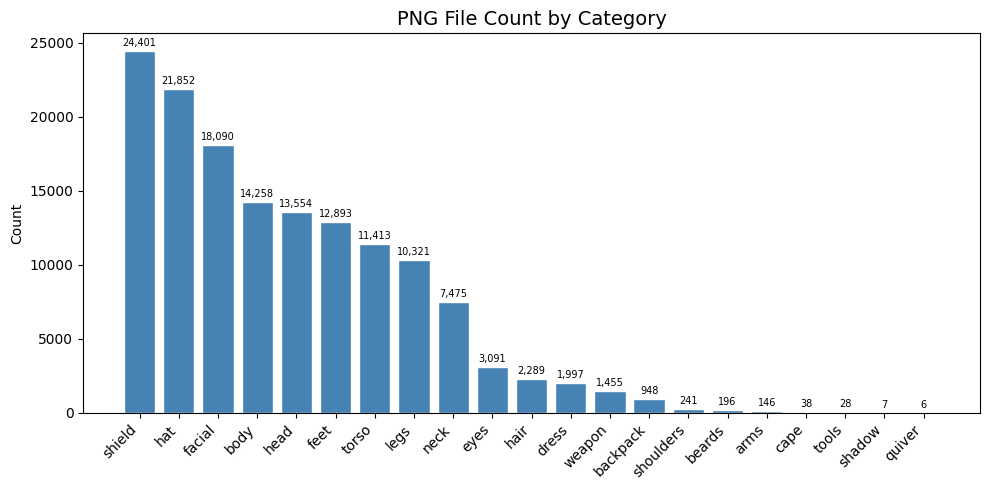 PNG File Count by Category
Count
25000
20000
15000
10000
5000
0
24,401
21,852
18,090
14,258
13,554
12,893
11,413
10,321
7,475
3,091
2,289
1,997
1,455
948
241
196
146
38
28
7
6
shield
hat
facial
body
head
feet
torso
legs
neck
eyes
hair
dress
weapon
backpack
shoulders
beards
arms
cape
tools
shadow
quiver